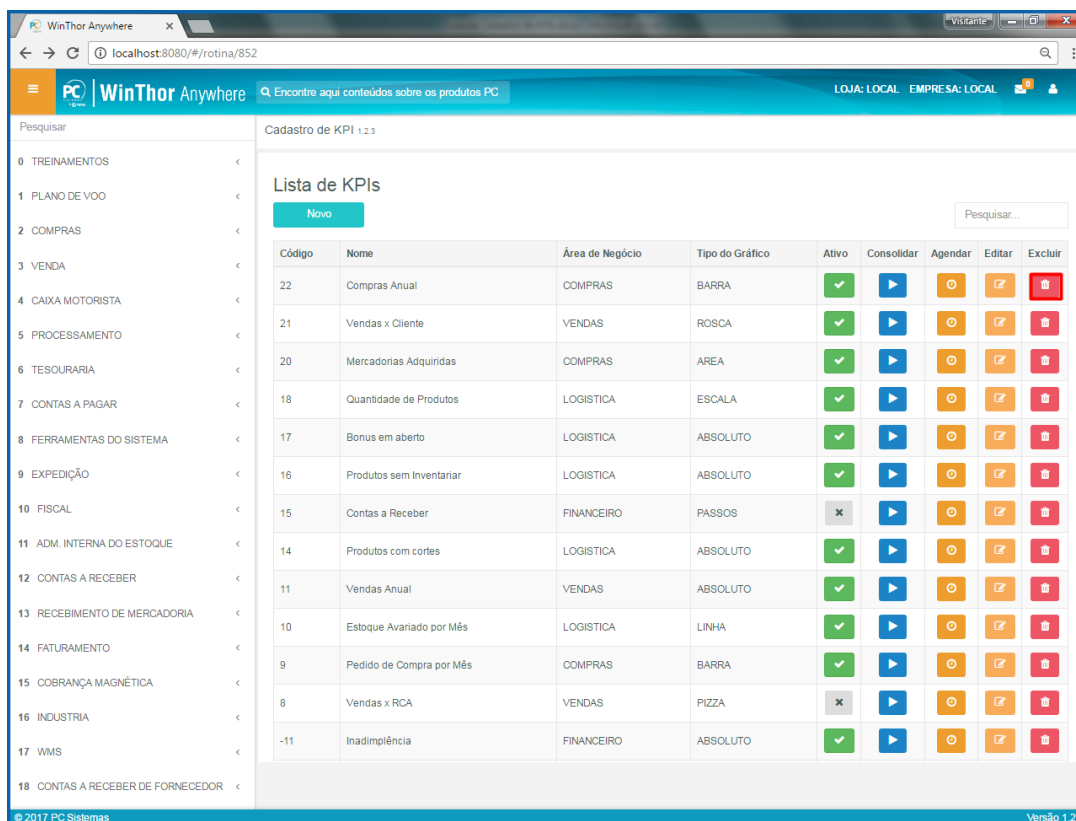 WinThor Anywhere
Visitante
localhost:8080/#/rotina/852
PC WinThor Anywhere
Encontre aqui conteúdos sobre os produtos PC
LOJA: LOCAL EMPRESA: LOCAL
0
Pesquisar
Cadastro de KPI 1.2.3
0 TREINAMENTOS
1 PLANO DE VOO
2 COMPRAS
3 VENDA
4 CAIXA MOTORISTA
5 PROCESSAMENTO
6 TESOURARIA
7 CONTAS A PAGAR
8 FERRAMENTAS DO SISTEMA
9 EXPEDIÇÃO
10 FISCAL
11 ADM. INTERNA DO ESTOQUE
12 CONTAS A RECEBER
13 RECEBIMENTO DE MERCADORIA
14 FATURAMENTO
15 COBRANÇA MAGNÉTICA
16 INDUSTRIA
17 WMS
18 CONTAS A RECEBER DE FORNECEDOR
Lista de KPIs
Novo
Pesquisar...
Código Nome Área de Negócio Tipo do Gráfico Ativo Consolidar Agendar Editar Excluir
22 Compras Anual COMPRAS BARRA
21 Vendas x Cliente VENDAS ROSCA
20 Mercadorias Adquiridas COMPRAS AREA
18 Quantidade de Produtos LOGISTICA ESCALA
17 Bonus em aberto LOGISTICA ABSOLUTO
16 Produtos sem Inventariar LOGISTICA ABSOLUTO
15 Contas a Receber FINANCEIRO PASSOS
14 Produtos com cortes LOGISTICA ABSOLUTO
11 Vendas Anual VENDAS ABSOLUTO
10 Estoque Avariado por Mês LOGISTICA LINHA
9 Pedido de Compra por Mês COMPRAS BARRA
8 Vendas x RCA VENDAS PIZZA
-11 Inadimplência FINANCEIRO ABSOLUTO
© 2017 PC Sistemas
Versão 1.2